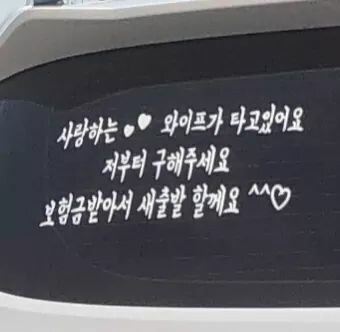 사랑하는 ♥♥ 와이프가 타고있어요
저부터 구해주세요
보험금받아서 새출발 할께요 ^^♡